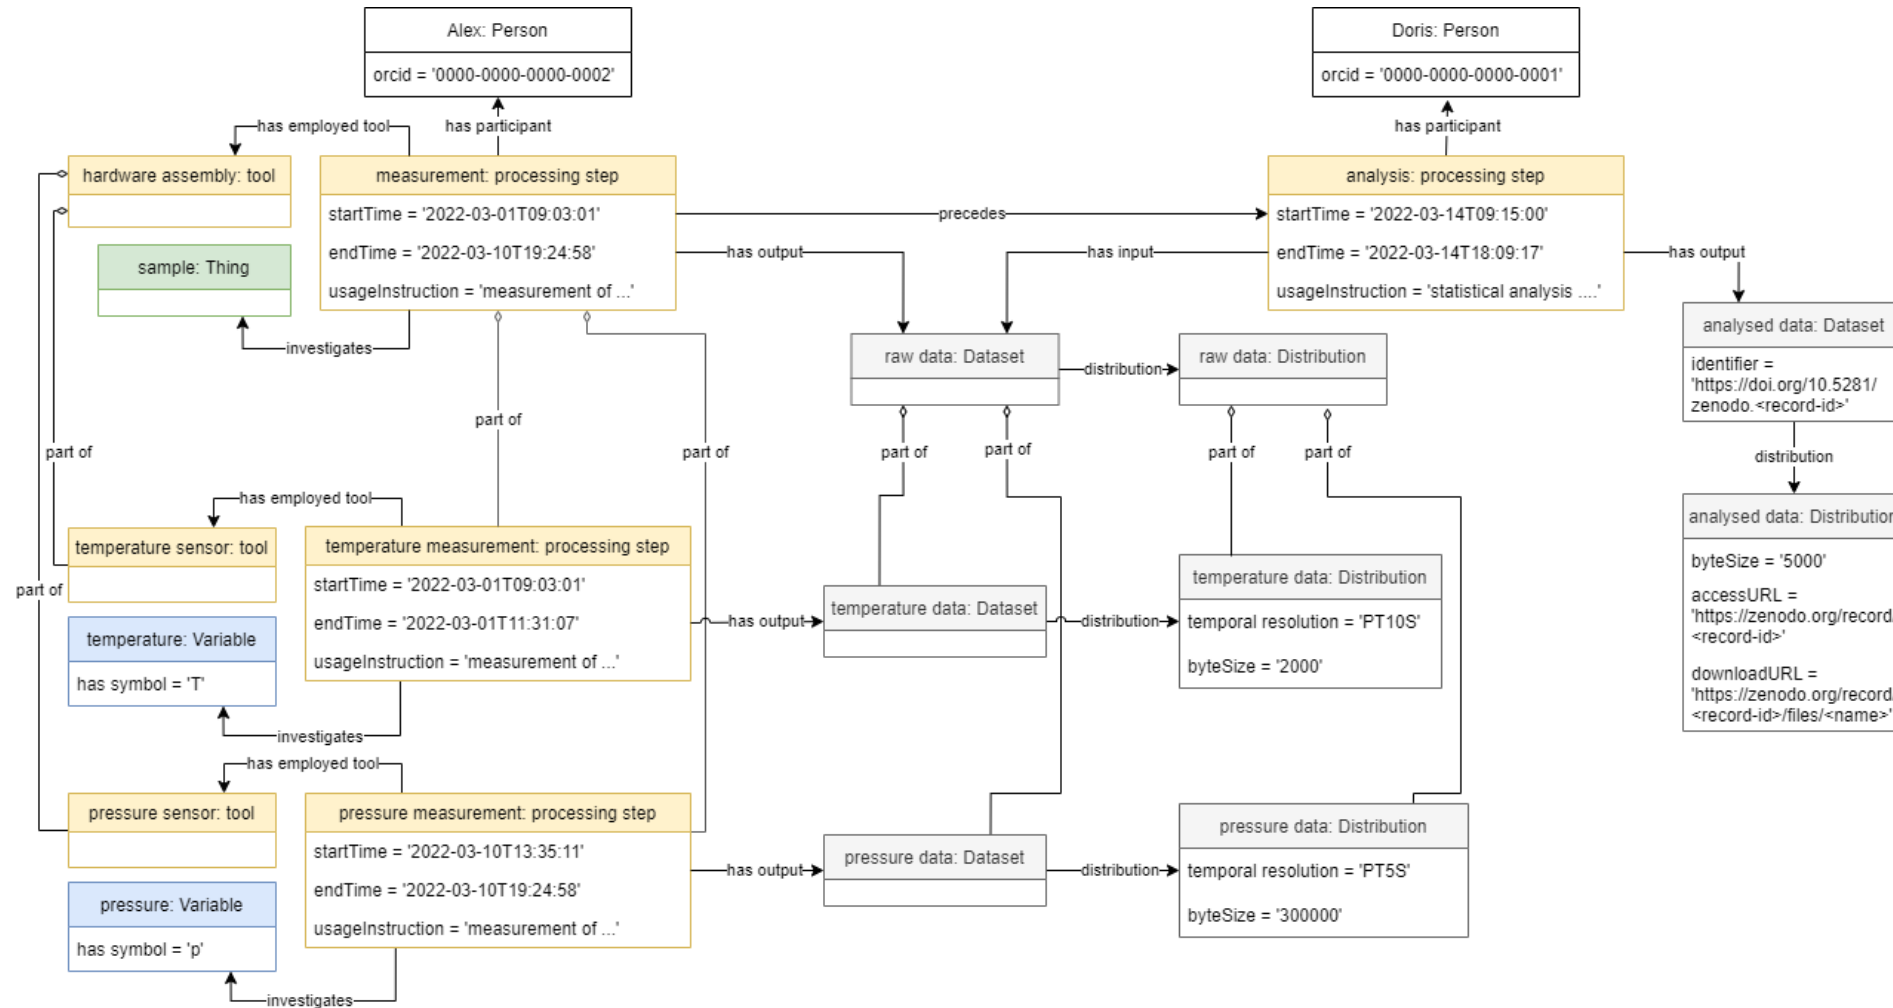 Alex: Person
orcid = '0000-0000-0000-0002'
Doris: Person
orcid = '0000-0000-0000-0001'
has employed tool
has participant
has participant
hardware assembly: tool
measurement: processing step
startTime = '2022-03-01T09:03:01'
endTime = '2022-03-10T19:24:58'
usageInstruction = 'measurement of ...'
precedes
analysis: processing step
startTime = '2022-03-14T09:15:00'
endTime = '2022-03-14T18:09:17'
usageInstruction = 'statistical analysis ....'
has output
has input
has output
sample: Thing
investigates
raw data: Dataset
distribution
raw data: Distribution
analysed data: Dataset
identifier =
'https://doi.org/10.5281/
zenodo.<record-id>'
part of
part of
part of
part of
part of
part of
part of
distribution
has employed tool
temperature sensor: tool
temperature measurement: processing step
startTime = '2022-03-01T09:03:01'
endTime = '2022-03-01T11:31:07'
usageInstruction = 'measurement of ...'
part of
temperature: Variable
has symbol = 'T'
investigates
has output
temperature data: Dataset
distribution
temperature data: Distribution
temporal resolution = 'PT10S'
byteSize = '2000'
analysed data: Distribution
byteSize = '5000'
accessURL =
'https://zenodo.org/record/
<record-id>'
downloadURL =
'https://zenodo.org/record/
<record-id>/files/<name>'
has employed tool
pressure sensor: tool
pressure measurement: processing step
startTime = '2022-03-10T13:35:11'
endTime = '2022-03-10T19:24:58'
usageInstruction = 'measurement of ...'
pressure: Variable
has symbol = 'p'
investigates
has output
pressure data: Dataset
distribution
pressure data: Distribution
temporal resolution = 'PT5S'
byteSize = '300000'